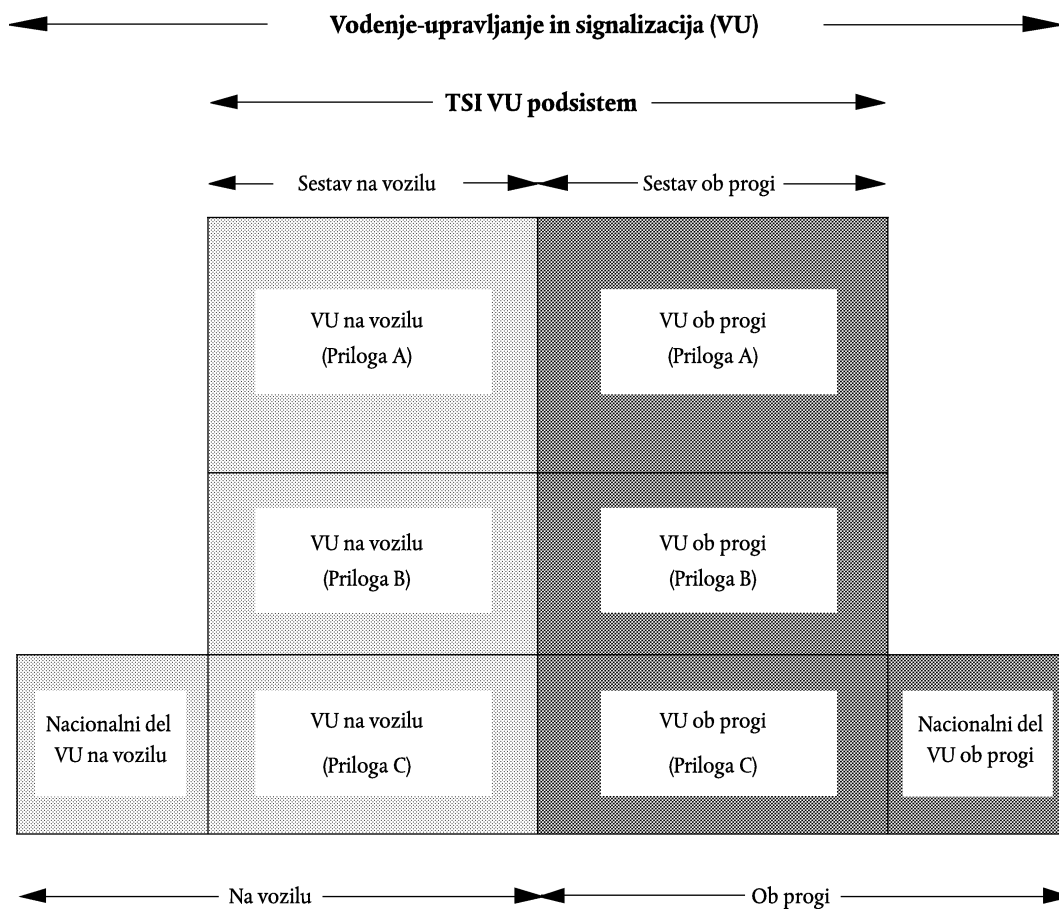 Vodenje-upravljanje in signalizacija (VU)
TSI VU podsistem
Sestav na vozilu
Sestav ob progi
VU na vozilu
(Priloga A)
VU ob progi
(Priloga A)
VU na vozilu
(Priloga B)
VU ob progi
(Priloga B)
Nacionalni del
VU na vozilu
VU na vozilu
(Priloga C)
VU ob progi
(Priloga C)
Nacionalni del
VU ob progi
Na vozilu
Ob progi